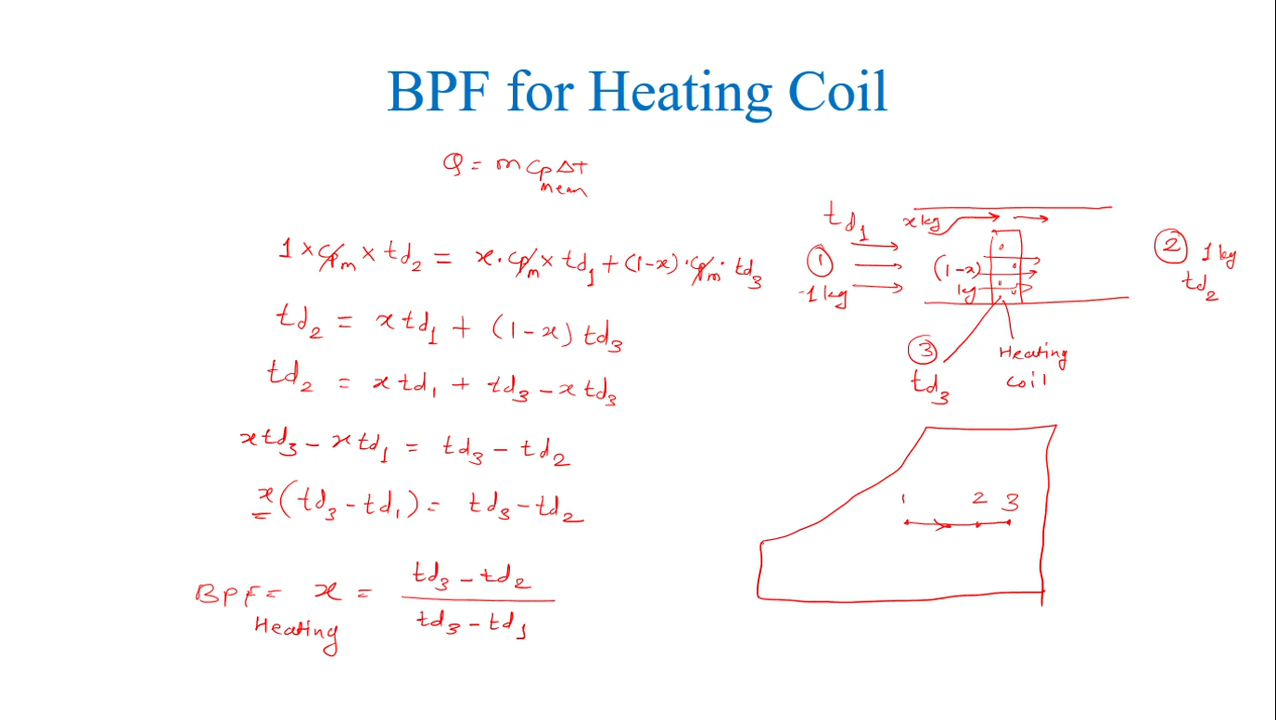 BPF for Heating Coil
Q = m Cp ΔT
mean
1 × Cpm × td2 = x · Cpm × td1 + (1-x) · Cpm · td3
td2 = x td1 + (1-x) td3
td2 = x td1 + td3 - x td3
x td3 - x td1 = td3 - td2
x (td3 - td1) = td3 - td2
BPF = x = td3 - td2 / td3 - td1
Heating
td1
x kg
1
1 kg
(1-x)
kg
2 1 kg
td2
3
td3
Heating
coil
1 2 3